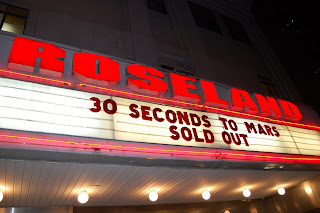 ROSELAND
30 SECONDS TO MARS
SOLD OUT